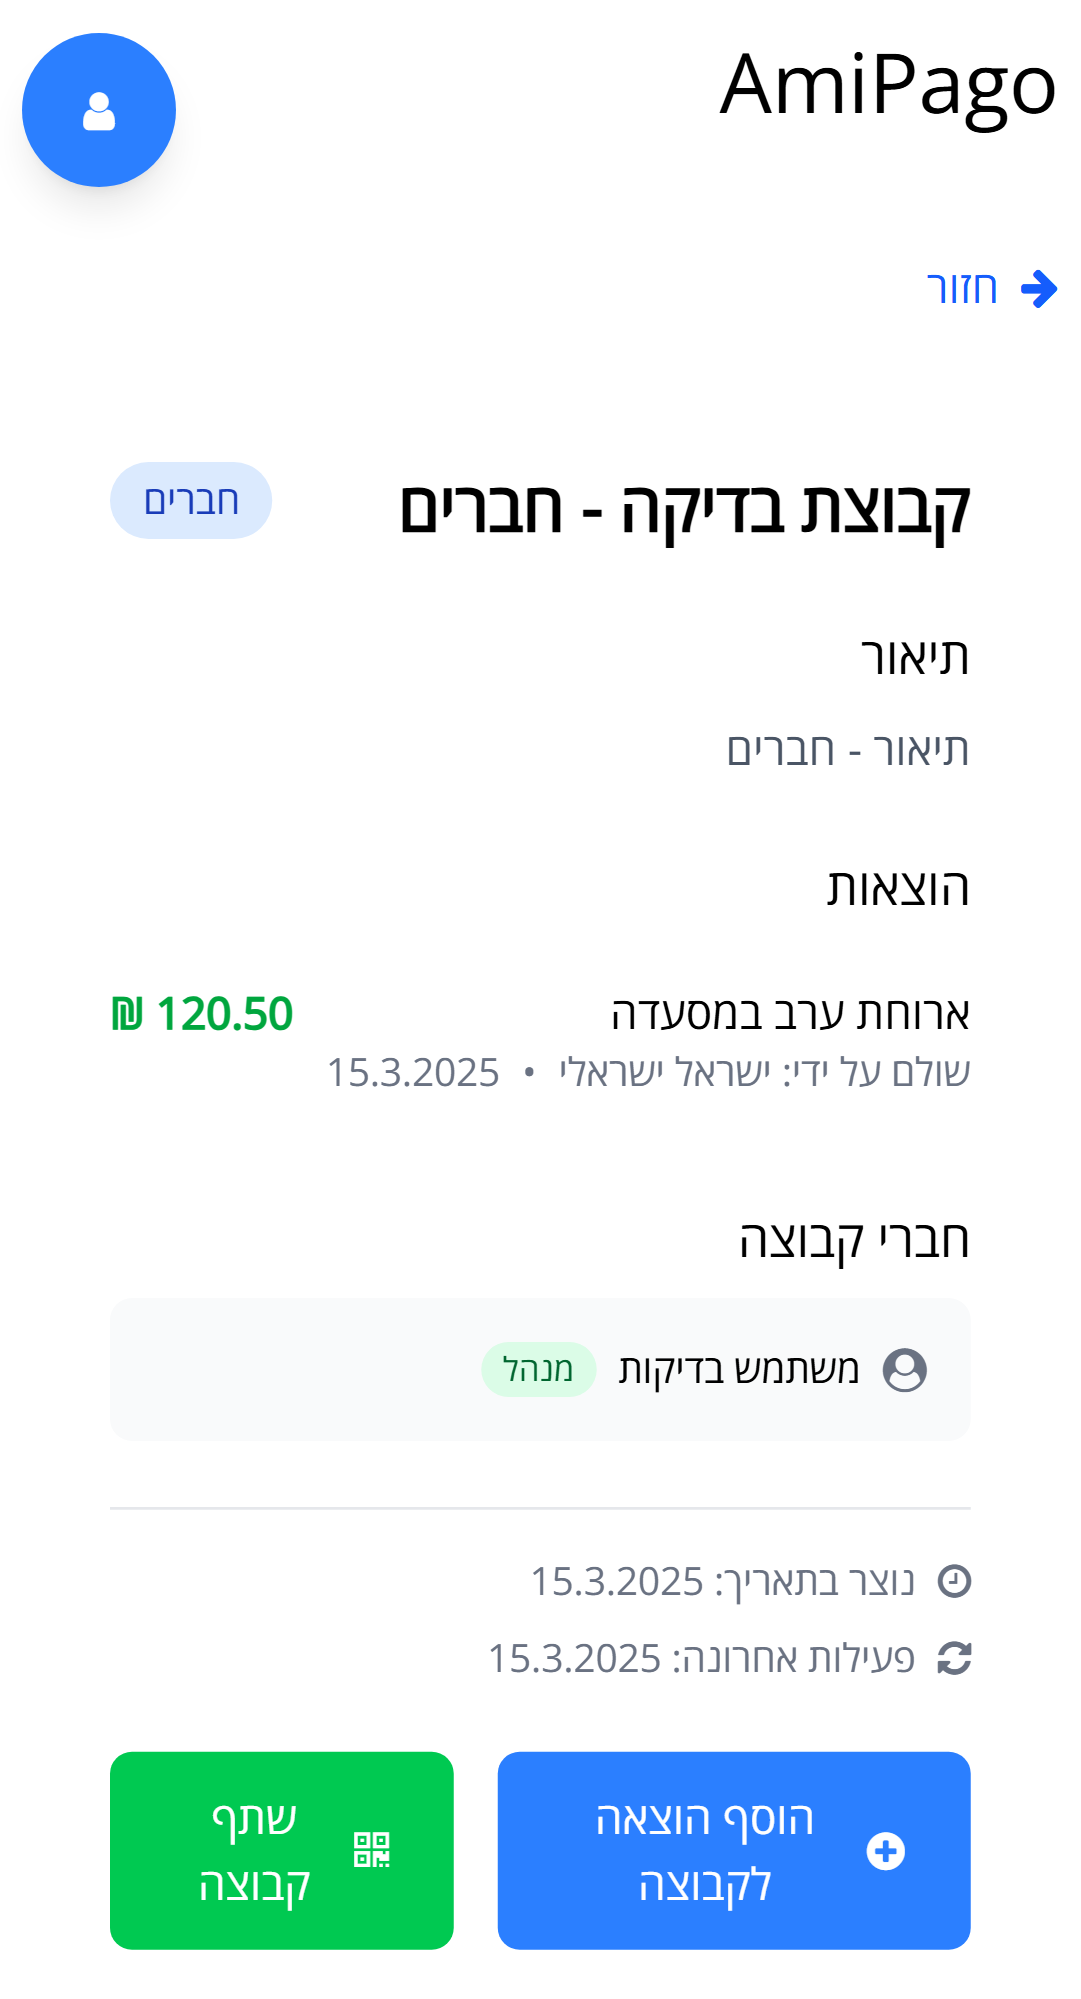 AmiPago
חזור
קבוצת בדיקה - חברים
חברים
תיאור
תיאור - חברים
הוצאות
ארוחת ערב במסעדה
120.50 ₪
שולם על ידי: ישראל ישראלי • 15.3.2025
חברי קבוצה
משתמש בדיקות
מנהל
נוצר בתאריך: 15.3.2025
פעילות אחרונה: 15.3.2025
הוסף הוצאה
לקבוצה
שתף
קבוצה